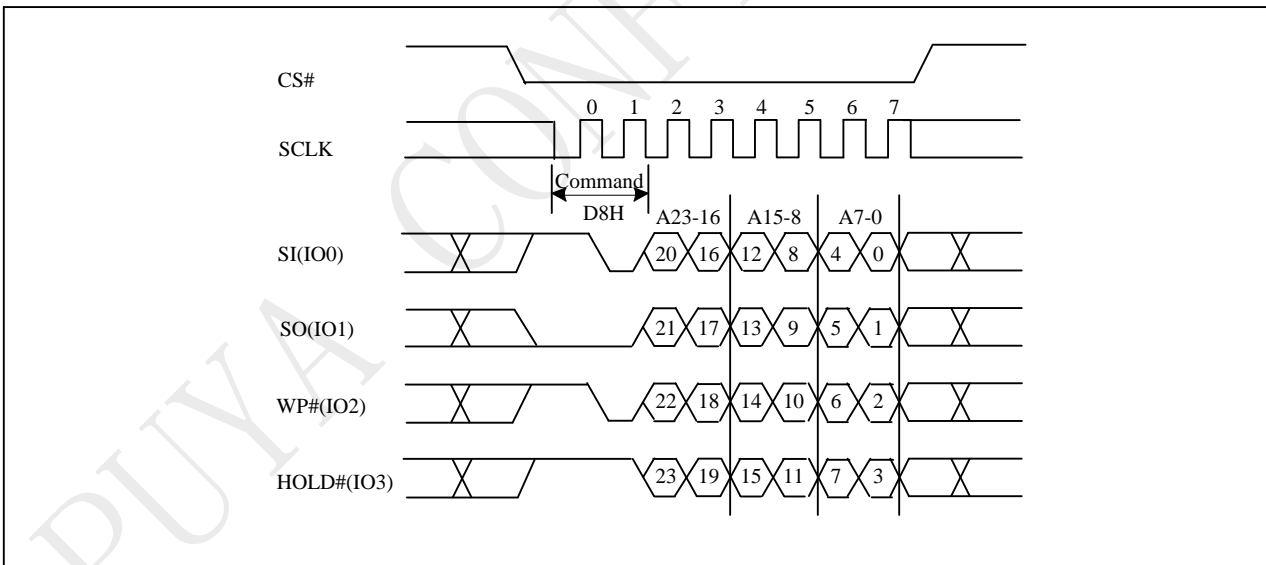 CS#
0 1 2 3 4 5 6 7
SCLK
Command
D8H
A23-16 A15-8 A7-0
SI(IO0) 20 16 12 8 4 0
SO(IO1) 21 17 13 9 5 1
WP#(IO2) 22 18 14 10 6 2
HOLD#(IO3) 23 19 15 11 7 3
PUYA CONF